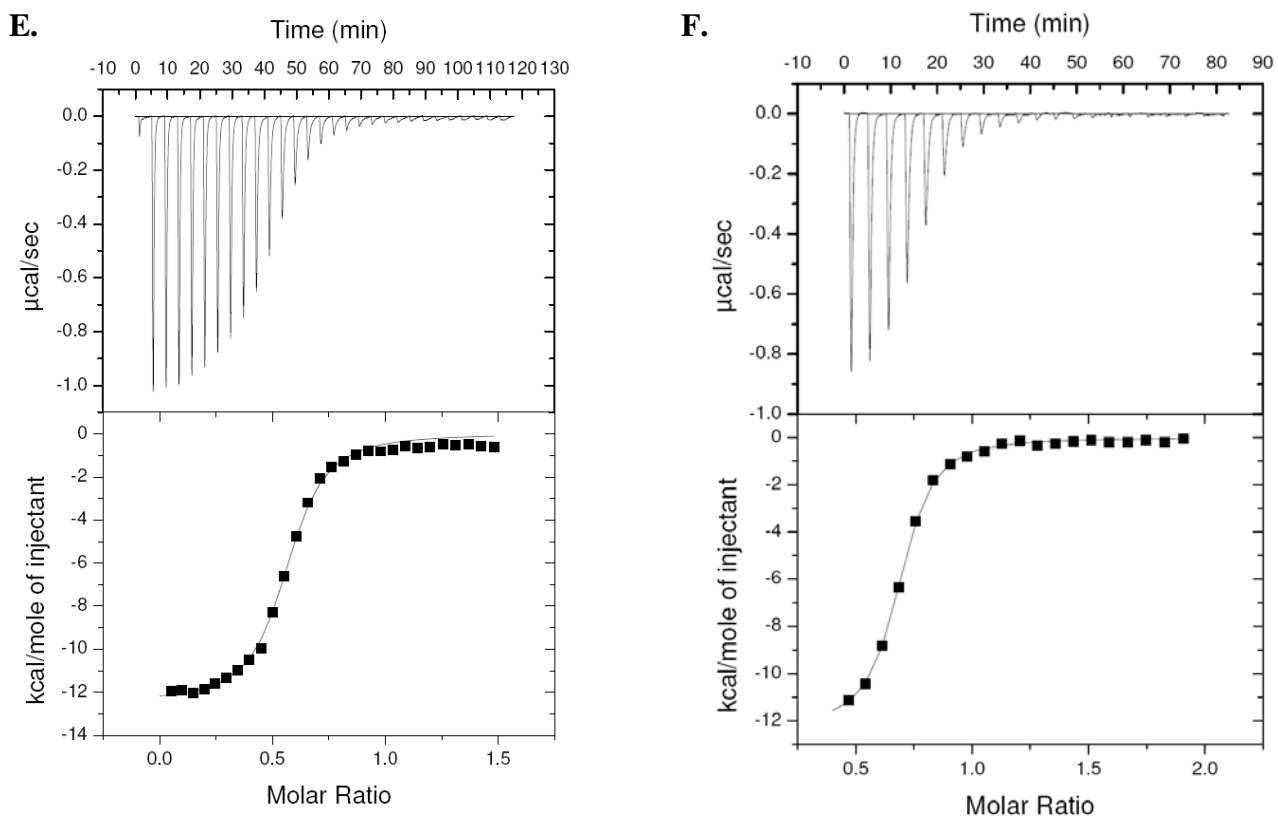 E.
Time (min)
-10 0 10 20 30 40 50 60 70 80 90 100 110 120 130
0.0
-0.2
-0.4
-0.6
-0.8
-1.0
µcal/sec
0
-2
-4
-6
-8
-10
-12
-14
kcal/mole of injectant
0.0 0.5 1.0 1.5
Molar Ratio
F.
Time (min)
-10 0 10 20 30 40 50 60 70 80 90
0.0
-0.2
-0.4
-0.6
-0.8
-1.0
µcal/sec
0
-2
-4
-6
-8
-10
-12
kcal/mole of injectant
0.5 1.0 1.5 2.0
Molar Ratio